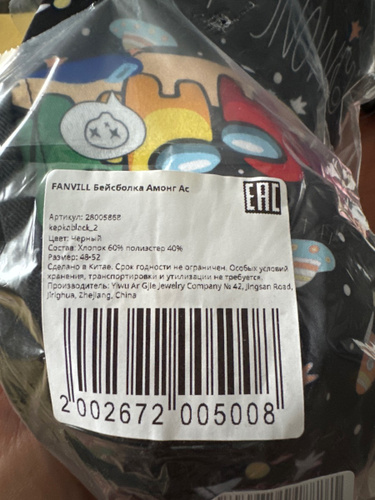 FANVILL Бейсболка Амонг Ас
EAC
Артикул: 28005868
kepkablack_2
Цвет: Черный
Состав: Хлопок 60% полиэстер 40%
Размер: 48-52
Сделано в Китае. Срок годности не ограничен. Особых условий
хранения, транспортировки и утилизации не требуется.
Производитель: Yiwu Ar Gjie Jewelry Company № 42, Jingsan Road,
Jirighua, Zhejiang, China
2 002672 005008